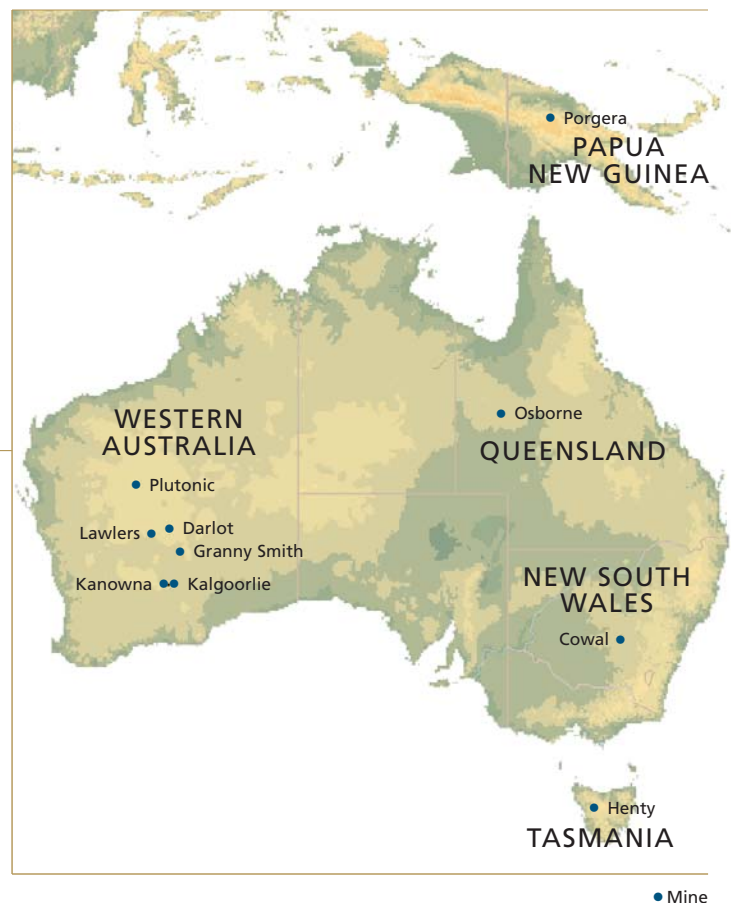 Porgera
PAPUA
NEW GUINEA
Osborne
QUEENSLAND
WESTERN
AUSTRALIA
Plutonic
Darlot
Lawlers
Granny Smith
Kanowna
Kalgoorlie
NEW SOUTH
WALES
Cowal
Henty
TASMANIA
Mine